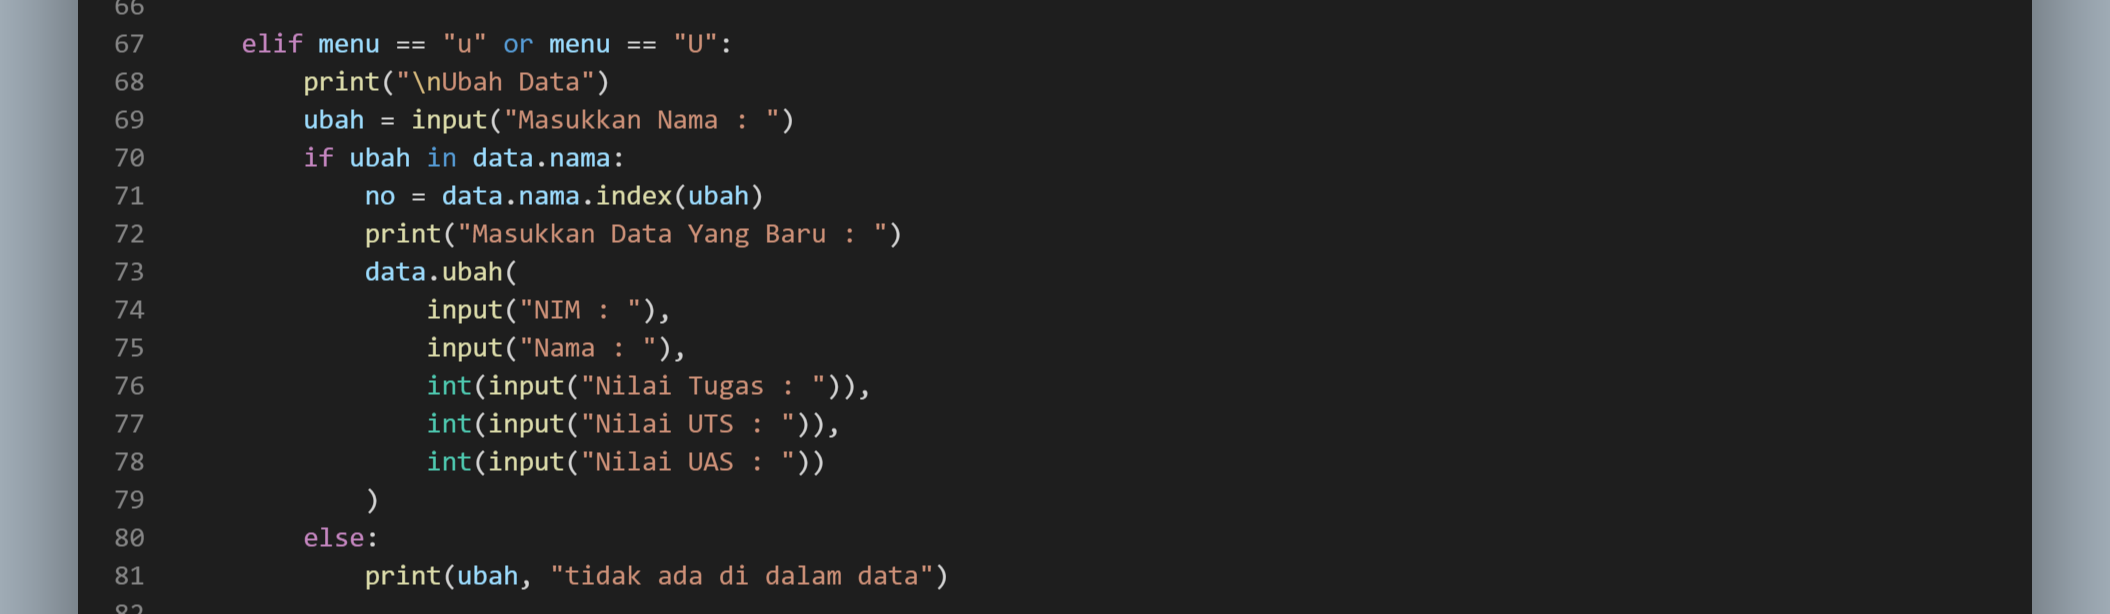 66
67 elif menu == "u" or menu == "U":
68 print("\nUbah Data")
69 ubah = input("Masukkan Nama : ")
70 if ubah in data.nama:
71 no = data.nama.index(ubah)
72 print("Masukkan Data Yang Baru : ")
73 data.ubah(
74 input("NIM : "),
75 input("Nama : "),
76 int(input("Nilai Tugas : ")),
77 int(input("Nilai UTS : ")),
78 int(input("Nilai UAS : "))
79 )
80 else:
81 print(ubah, "tidak ada di dalam data")
82